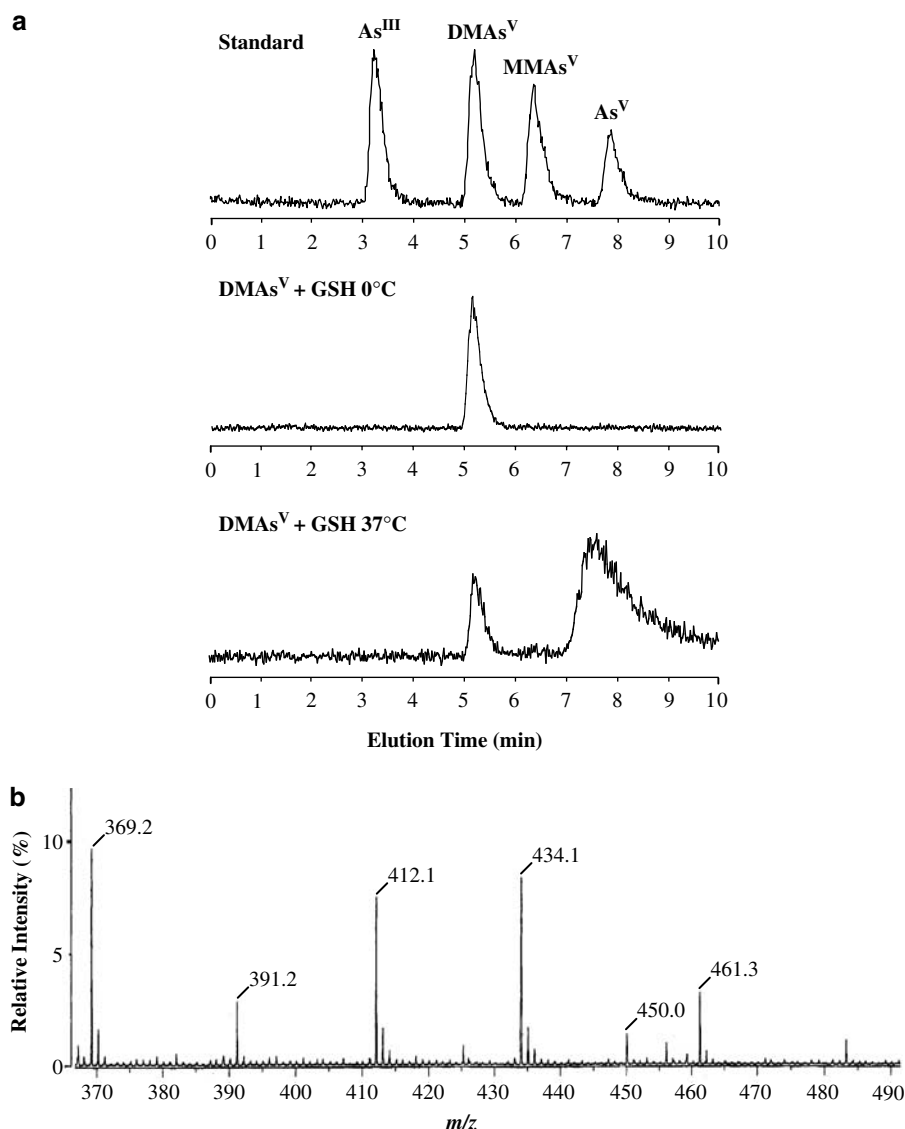 a
Standard
As^III
DMAs^V
MMAs^V
As^V
0 1 2 3 4 5 6 7 8 9 10
DMAs^V + GSH 0°C
0 1 2 3 4 5 6 7 8 9 10
DMAs^V + GSH 37°C
0 1 2 3 4 5 6 7 8 9 10
Elution Time (min)
b
Relative Intensity (%)
10
5
0
369.2
391.2
412.1
434.1
450.0
461.3
370 380 390 400 410 420 430 440 450 460 470 480 490
m/z